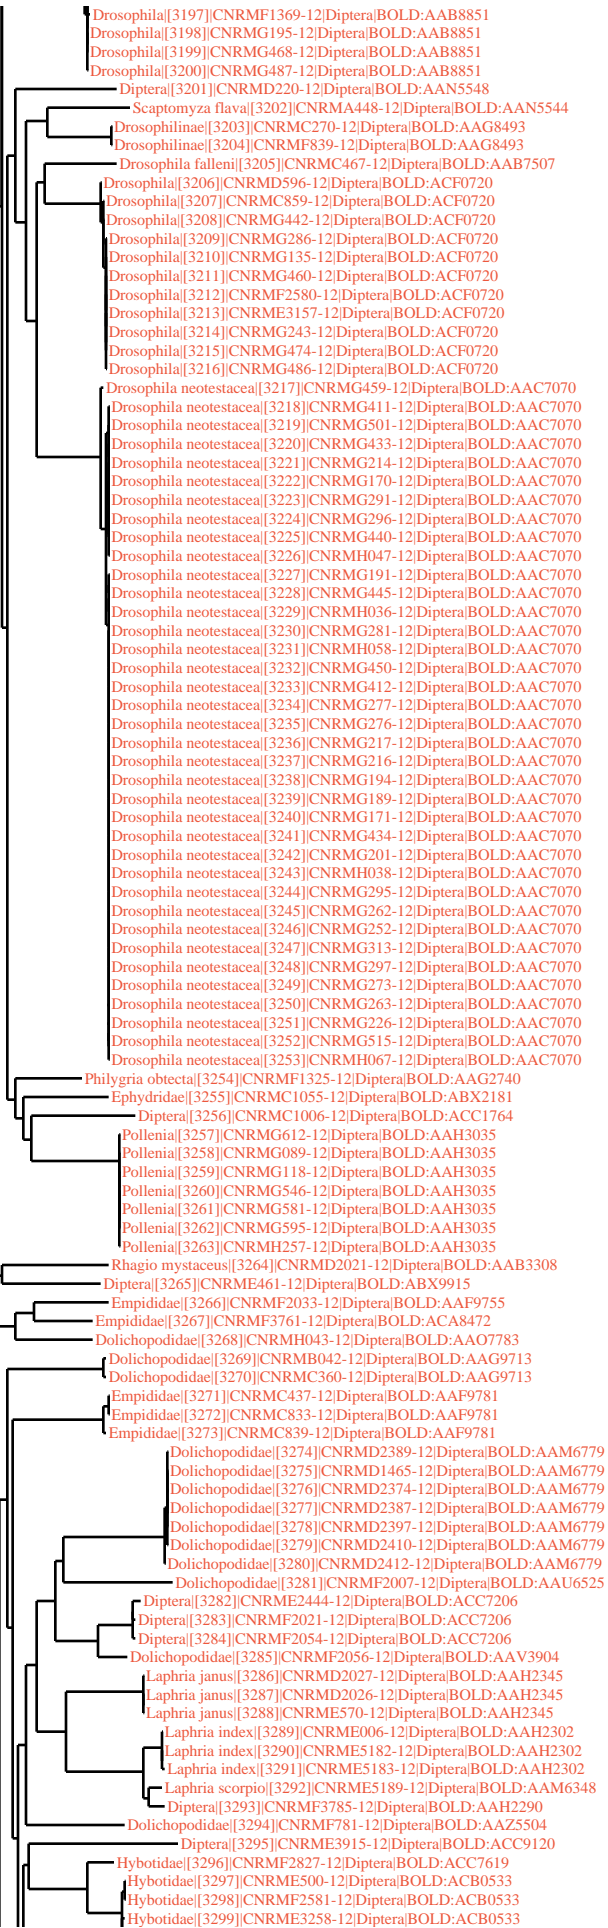 Drosophila|[3197]|CNRMF1369-12|Diptera|BOLD:AAB8851
Drosophila|[3198]|CNRMG195-12|Diptera|BOLD:AAB8851
Drosophila|[3199]|CNRMG468-12|Diptera|BOLD:AAB8851
Drosophila|[3200]|CNRMG487-12|Diptera|BOLD:AAB8851
Diptera|[3201]|CNRMD220-12|Diptera|BOLD:AAN5548
Scaptomyza flava|[3202]|CNRMA448-12|Diptera|BOLD:AAN5544
Drosophilinae|[3203]|CNRMC270-12|Diptera|BOLD:AAG8493
Drosophilinae|[3204]|CNRMF839-12|Diptera|BOLD:AAG8493
Drosophila falleni|[3205]|CNRMC467-12|Diptera|BOLD:AAB7507
Drosophila|[3206]|CNRMD596-12|Diptera|BOLD:ACF0720
Drosophila|[3207]|CNRMC859-12|Diptera|BOLD:ACF0720
Drosophila|[3208]|CNRMG442-12|Diptera|BOLD:ACF0720
Drosophila|[3209]|CNRMG286-12|Diptera|BOLD:ACF0720
Drosophila|[3210]|CNRMG135-12|Diptera|BOLD:ACF0720
Drosophila|[3211]|CNRMG460-12|Diptera|BOLD:ACF0720
Drosophila|[3212]|CNRMF2580-12|Diptera|BOLD:ACF0720
Drosophila|[3213]|CNRME3157-12|Diptera|BOLD:ACF0720
Drosophila|[3214]|CNRMG243-12|Diptera|BOLD:ACF0720
Drosophila|[3215]|CNRMG474-12|Diptera|BOLD:ACF0720
Drosophila|[3216]|CNRMG486-12|Diptera|BOLD:ACF0720
Drosophila neotestacea|[3217]|CNRMG459-12|Diptera|BOLD:AAC7070
Drosophila neotestacea|[3218]|CNRMG411-12|Diptera|BOLD:AAC7070
Drosophila neotestacea|[3219]|CNRMG501-12|Diptera|BOLD:AAC7070
Drosophila neotestacea|[3220]|CNRMG433-12|Diptera|BOLD:AAC7070
Drosophila neotestacea|[3221]|CNRMG214-12|Diptera|BOLD:AAC7070
Drosophila neotestacea|[3222]|CNRMG170-12|Diptera|BOLD:AAC7070
Drosophila neotestacea|[3223]|CNRMG291-12|Diptera|BOLD:AAC7070
Drosophila neotestacea|[3224]|CNRMG296-12|Diptera|BOLD:AAC7070
Drosophila neotestacea|[3225]|CNRMG440-12|Diptera|BOLD:AAC7070
Drosophila neotestacea|[3226]|CNRMH047-12|Diptera|BOLD:AAC7070
Drosophila neotestacea|[3227]|CNRMG191-12|Diptera|BOLD:AAC7070
Drosophila neotestacea|[3228]|CNRMG445-12|Diptera|BOLD:AAC7070
Drosophila neotestacea|[3229]|CNRMH036-12|Diptera|BOLD:AAC7070
Drosophila neotestacea|[3230]|CNRMG281-12|Diptera|BOLD:AAC7070
Drosophila neotestacea|[3231]|CNRMH058-12|Diptera|BOLD:AAC7070
Drosophila neotestacea|[3232]|CNRMG450-12|Diptera|BOLD:AAC7070
Drosophila neotestacea|[3233]|CNRMG412-12|Diptera|BOLD:AAC7070
Drosophila neotestacea|[3234]|CNRMG277-12|Diptera|BOLD:AAC7070
Drosophila neotestacea|[3235]|CNRMG276-12|Diptera|BOLD:AAC7070
Drosophila neotestacea|[3236]|CNRMG217-12|Diptera|BOLD:AAC7070
Drosophila neotestacea|[3237]|CNRMG216-12|Diptera|BOLD:AAC7070
Drosophila neotestacea|[3238]|CNRMG194-12|Diptera|BOLD:AAC7070
Drosophila neotestacea|[3239]|CNRMG189-12|Diptera|BOLD:AAC7070
Drosophila neotestacea|[3240]|CNRMG171-12|Diptera|BOLD:AAC7070
Drosophila neotestacea|[3241]|CNRMG434-12|Diptera|BOLD:AAC7070
Drosophila neotestacea|[3242]|CNRMG201-12|Diptera|BOLD:AAC7070
Drosophila neotestacea|[3243]|CNRMH038-12|Diptera|BOLD:AAC7070
Drosophila neotestacea|[3244]|CNRMG295-12|Diptera|BOLD:AAC7070
Drosophila neotestacea|[3245]|CNRMG262-12|Diptera|BOLD:AAC7070
Drosophila neotestacea|[3246]|CNRMG252-12|Diptera|BOLD:AAC7070
Drosophila neotestacea|[3247]|CNRMG313-12|Diptera|BOLD:AAC7070
Drosophila neotestacea|[3248]|CNRMG297-12|Diptera|BOLD:AAC7070
Drosophila neotestacea|[3249]|CNRMG273-12|Diptera|BOLD:AAC7070
Drosophila neotestacea|[3250]|CNRMG263-12|Diptera|BOLD:AAC7070
Drosophila neotestacea|[3251]|CNRMG226-12|Diptera|BOLD:AAC7070
Drosophila neotestacea|[3252]|CNRMG515-12|Diptera|BOLD:AAC7070
Drosophila neotestacea|[3253]|CNRMH067-12|Diptera|BOLD:AAC7070
Philygria obtecta|[3254]|CNRMF1325-12|Diptera|BOLD:AAG2740
Ephydridae|[3255]|CNRMC1055-12|Diptera|BOLD:ABX2181
Diptera|[3256]|CNRMC1006-12|Diptera|BOLD:ACC1764
Pollenia|[3257]|CNRMG612-12|Diptera|BOLD:AAH3035
Pollenia|[3258]|CNRMG089-12|Diptera|BOLD:AAH3035
Pollenia|[3259]|CNRMG118-12|Diptera|BOLD:AAH3035
Pollenia|[3260]|CNRMG546-12|Diptera|BOLD:AAH3035
Pollenia|[3261]|CNRMG581-12|Diptera|BOLD:AAH3035
Pollenia|[3262]|CNRMG595-12|Diptera|BOLD:AAH3035
Pollenia|[3263]|CNRMH257-12|Diptera|BOLD:AAH3035
Rhagio mystaceus|[3264]|CNRMD2021-12|Diptera|BOLD:AAB3308
Diptera|[3265]|CNRME461-12|Diptera|BOLD:ABX9915
Empididae|[3266]|CNRMF2033-12|Diptera|BOLD:AAF9755
Empididae|[3267]|CNRMF3761-12|Diptera|BOLD:ACA8472
Dolichopodidae|[3268]|CNRMH043-12|Diptera|BOLD:AAO7783
Dolichopodidae|[3269]|CNRMB042-12|Diptera|BOLD:AAG9713
Dolichopodidae|[3270]|CNRMC360-12|Diptera|BOLD:AAG9713
Empididae|[3271]|CNRMC437-12|Diptera|BOLD:AAF9781
Empididae|[3272]|CNRMC833-12|Diptera|BOLD:AAF9781
Empididae|[3273]|CNRMC839-12|Diptera|BOLD:AAF9781
Dolichopodidae|[3274]|CNRMD2389-12|Diptera|BOLD:AAM6779
Dolichopodidae|[3275]|CNRMD1465-12|Diptera|BOLD:AAM6779
Dolichopodidae|[3276]|CNRMD2374-12|Diptera|BOLD:AAM6779
Dolichopodidae|[3277]|CNRMD2387-12|Diptera|BOLD:AAM6779
Dolichopodidae|[3278]|CNRMD2397-12|Diptera|BOLD:AAM6779
Dolichopodidae|[3279]|CNRMD2410-12|Diptera|BOLD:AAM6779
Dolichopodidae|[3280]|CNRMD2412-12|Diptera|BOLD:AAM6779
Dolichopodidae|[3281]|CNRMF2007-12|Diptera|BOLD:AAU6525
Diptera|[3282]|CNRME2444-12|Diptera|BOLD:ACC7206
Diptera|[3283]|CNRMF2021-12|Diptera|BOLD:ACC7206
Diptera|[3284]|CNRMF2054-12|Diptera|BOLD:ACC7206
Dolichopodidae|[3285]|CNRMF2056-12|Diptera|BOLD:AAV3904
Laphria janus|[3286]|CNRMD2027-12|Diptera|BOLD:AAH2345
Laphria janus|[3287]|CNRMD2026-12|Diptera|BOLD:AAH2345
Laphria janus|[3288]|CNRME570-12|Diptera|BOLD:AAH2345
Laphria index|[3289]|CNRME006-12|Diptera|BOLD:AAH2302
Laphria index|[3290]|CNRME5182-12|Diptera|BOLD:AAH2302
Laphria index|[3291]|CNRME5183-12|Diptera|BOLD:AAH2302
Laphria scorpio|[3292]|CNRME5189-12|Diptera|BOLD:AAM6348
Diptera|[3293]|CNRMF3785-12|Diptera|BOLD:AAH2290
Dolichopodidae|[3294]|CNRMF781-12|Diptera|BOLD:AAZ5504
Diptera|[3295]|CNRME3915-12|Diptera|BOLD:ACC9120
Hybotidae|[3296]|CNRMF2827-12|Diptera|BOLD:ACC7619
Hybotidae|[3297]|CNRME500-12|Diptera|BOLD:ACB0533
Hybotidae|[3298]|CNRMF2581-12|Diptera|BOLD:ACB0533
Hybotidae|[3299]|CNRME3258-12|Diptera|BOLD:ACB0533